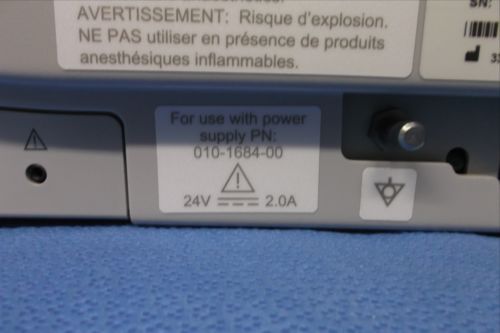 AVERTISSEMENT: Risque d'explosion.
NE PAS utiliser en présence de produits
anesthésiques inflammables.
SN:
For use with power
supply PN:
010-1684-00
24V 2.0A